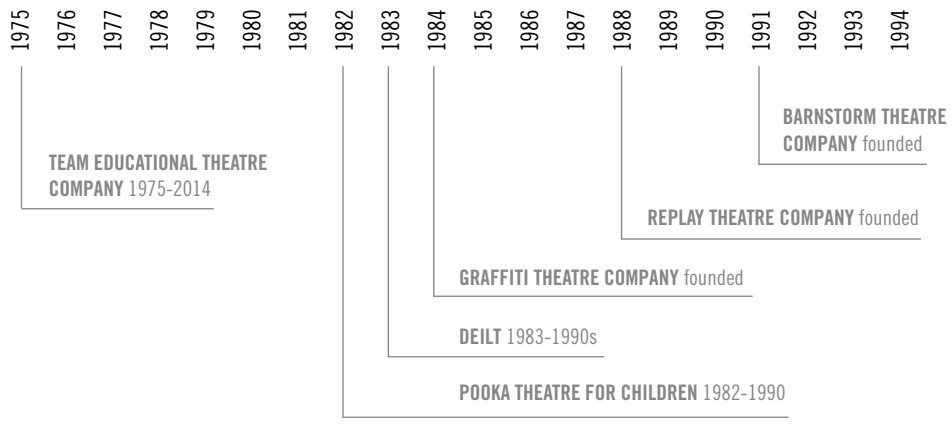 1975 1976 1977 1978 1979 1980 1981 1982 1983 1984 1985 1986 1987 1988 1989 1990 1991 1992 1993 1994
BARNSTORM THEATRE
COMPANY founded
TEAM EDUCATIONAL THEATRE
COMPANY 1975-2014
REPLAY THEATRE COMPANY founded
GRAFFITI THEATRE COMPANY founded
DEILT 1983-1990s
POOKA THEATRE FOR CHILDREN 1982-1990